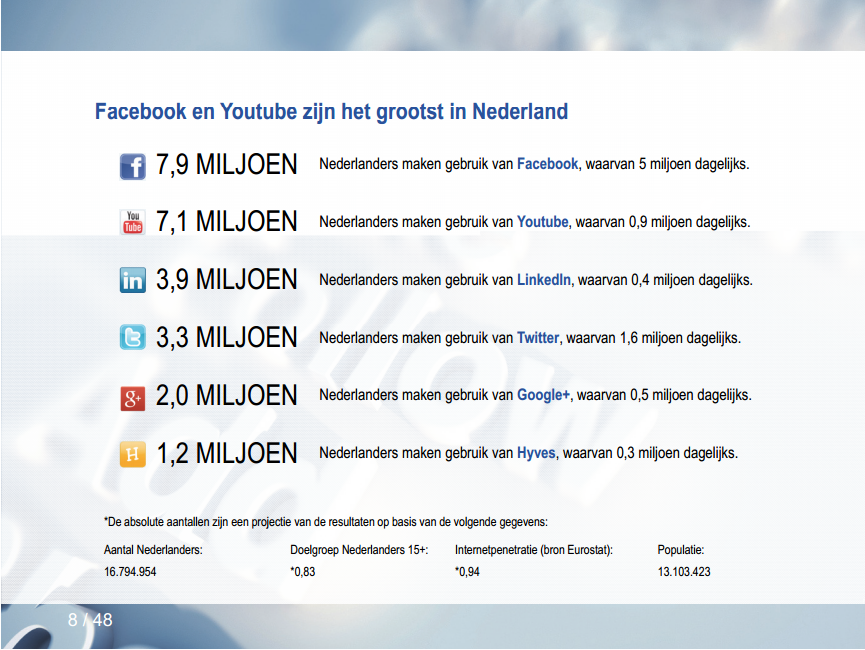 Facebook en Youtube zijn het grootst in Nederland
f 7,9 MILJOEN Nederlanders maken gebruik van Facebook, waarvan 5 miljoen dagelijks.
You
Tube
7,1 MILJOEN Nederlanders maken gebruik van Youtube, waarvan 0,9 miljoen dagelijks.
in 3,9 MILJOEN Nederlanders maken gebruik van LinkedIn, waarvan 0,4 miljoen dagelijks.
t 3,3 MILJOEN Nederlanders maken gebruik van Twitter, waarvan 1,6 miljoen dagelijks.
g+ 2,0 MILJOEN Nederlanders maken gebruik van Google+, waarvan 0,5 miljoen dagelijks.
H 1,2 MILJOEN Nederlanders maken gebruik van Hyves, waarvan 0,3 miljoen dagelijks.
*De absolute aantallen zijn een projectie van de resultaten op basis van de volgende gegevens:
Aantal Nederlanders: Doelgroep Nederlanders 15+: Internetpenetratie (bron Eurostat): Populatie:
16.794.954 *0,83 *0,94 13.103.423
8 / 48
follow
Add